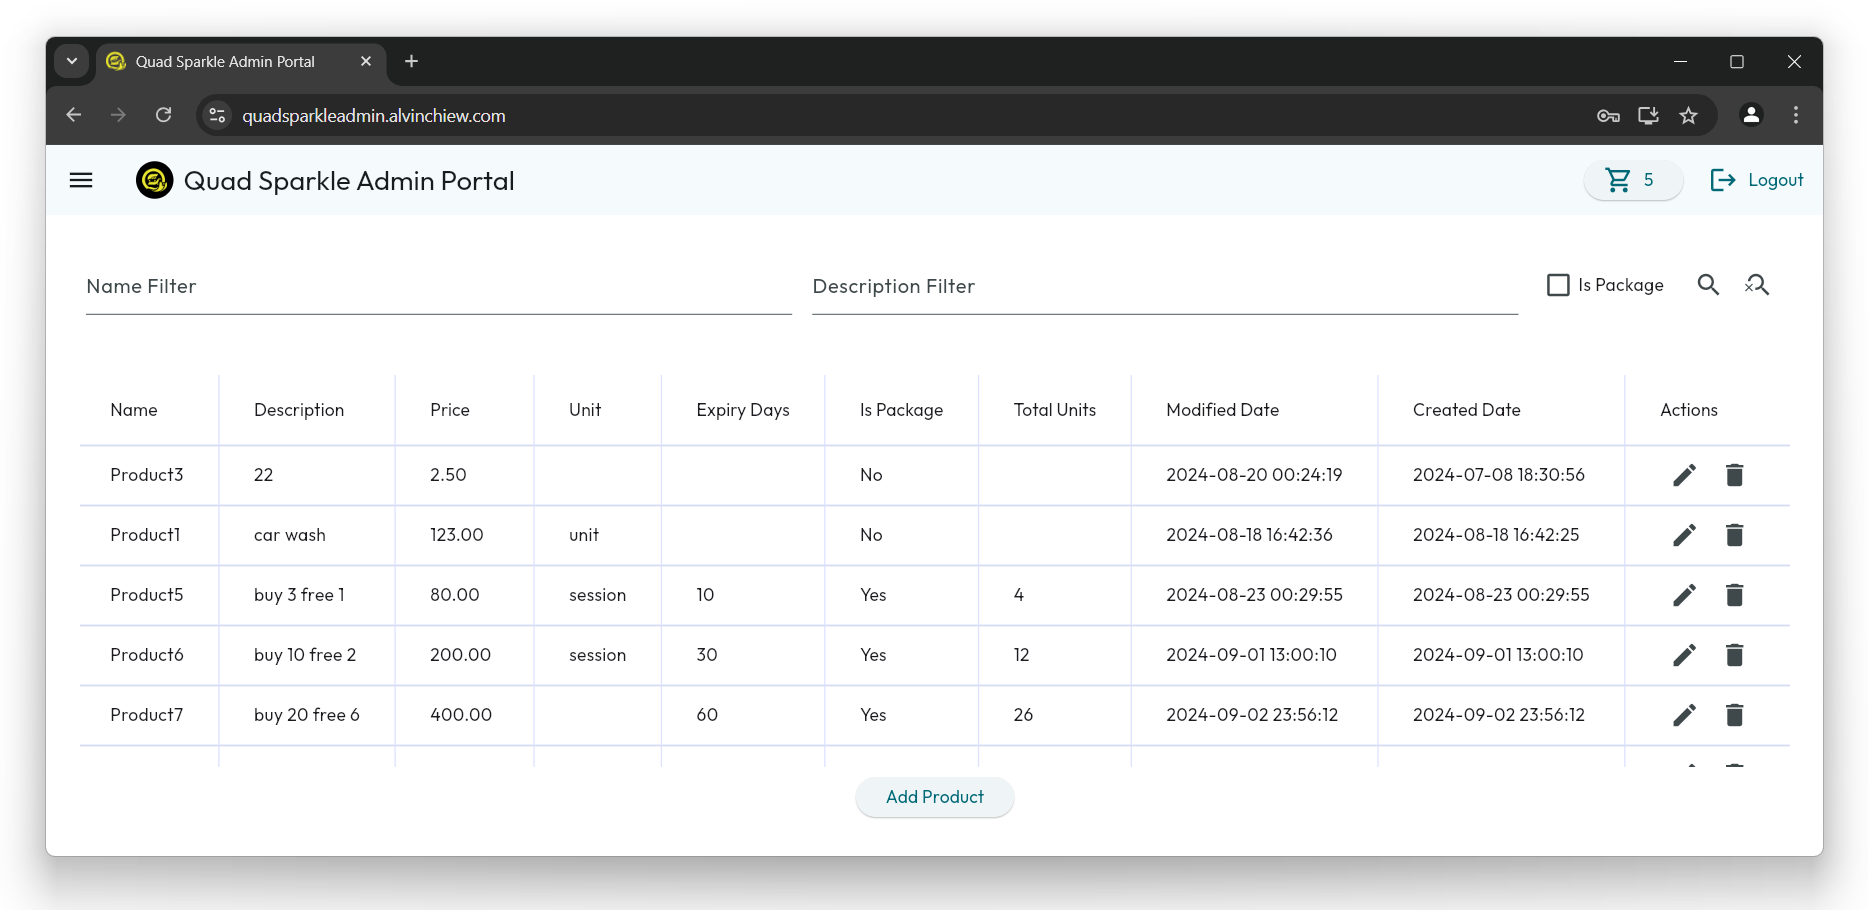 Quad Sparkle Admin Portal
quadsparkleadmin.alvinchiew.com
Quad Sparkle Admin Portal 5 Logout
Name Filter Description Filter Is Package
Name Description Price Unit Expiry Days Is Package Total Units Modified Date Created Date Actions
Product3 22 2.50 No 2024-08-20 00:24:19 2024-07-08 18:30:56
Product1 car wash 123.00 unit No 2024-08-18 16:42:36 2024-08-18 16:42:25
Product5 buy 3 free 1 80.00 session 10 Yes 4 2024-08-23 00:29:55 2024-08-23 00:29:55
Product6 buy 10 free 2 200.00 session 30 Yes 12 2024-09-01 13:00:10 2024-09-01 13:00:10
Product7 buy 20 free 6 400.00 60 Yes 26 2024-09-02 23:56:12 2024-09-02 23:56:12
Add Product